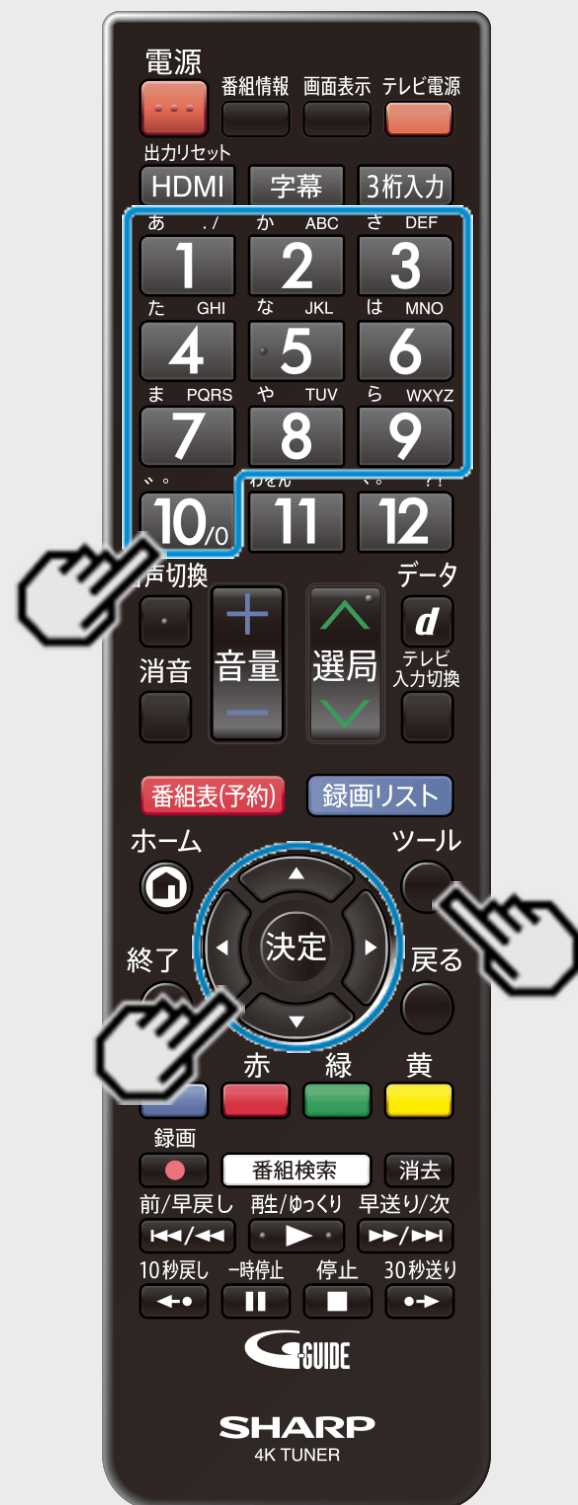 電源
番組情報 画面表示 テレビ電源
出力リセット
HDMI 字幕 3桁入力
あ ./ か ABC さ DEF
1 2 3
た GHI な JKL は MNO
4 5 6
ま PQRS や TUV ら WXYZ
7 8 9
゛゜ わをん 、。 ?!
10/0 11 12
声切換 データ
d
消音 音量 選局 テレビ
入力切換
番組表(予約) 録画リスト
ホーム ツール
決定
終了 戻る
赤 緑 黄
録画
番組検索 消去
前/早戻し 再生/ゆっくり 早送り/次
10秒戻し 一時停止 停止 30秒送り
G-GUIDE
SHARP
4K TUNER